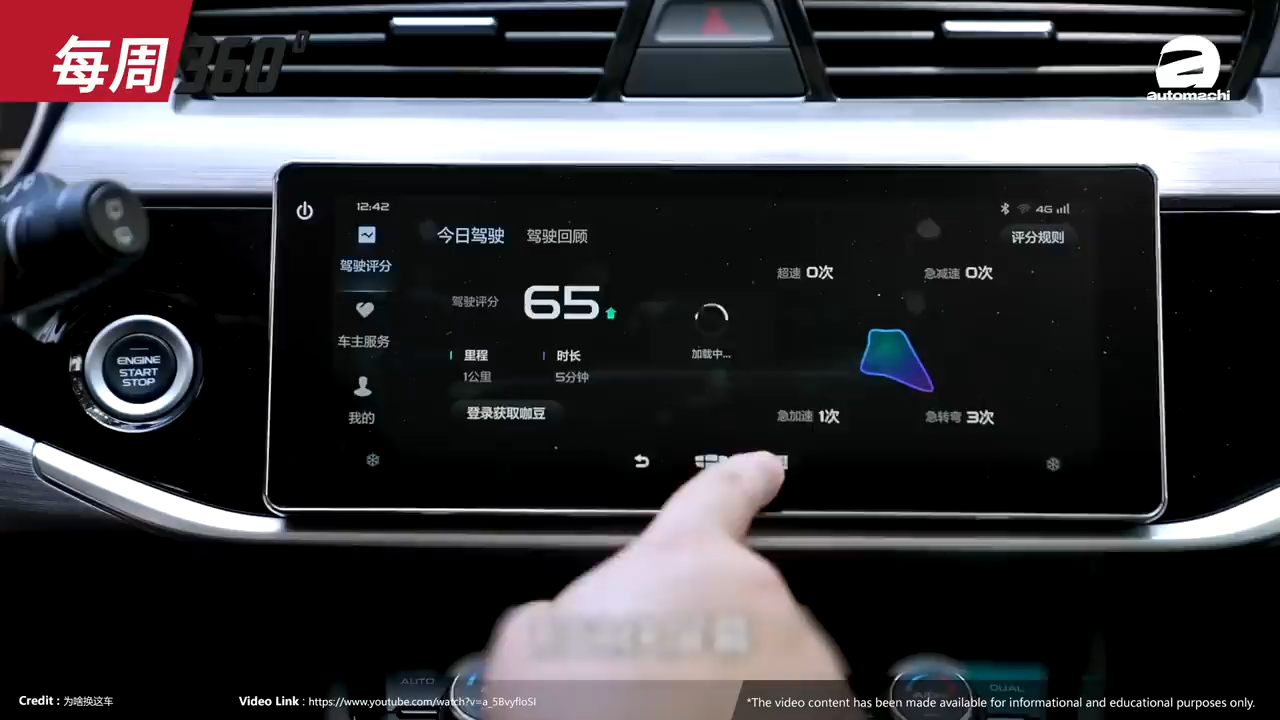 每周360°
automachi
12:42
4G
今日驾驶 驾驶回顾
评分规则
驾驶评分
超速 0次
急减速 0次
驾驶评分 65
加载中...
车主服务
里程
时长
1公里
5分钟
ENGINE
START
STOP
我的
登录获取咖豆
急加速 1次
急转弯 3次
AUTO
DUAL
Credit : 为啥换这车
Video Link : https://www.youtube.com/watch?v=a_5BvyfloSI
*The video content has been made available for informational and educational purposes only.